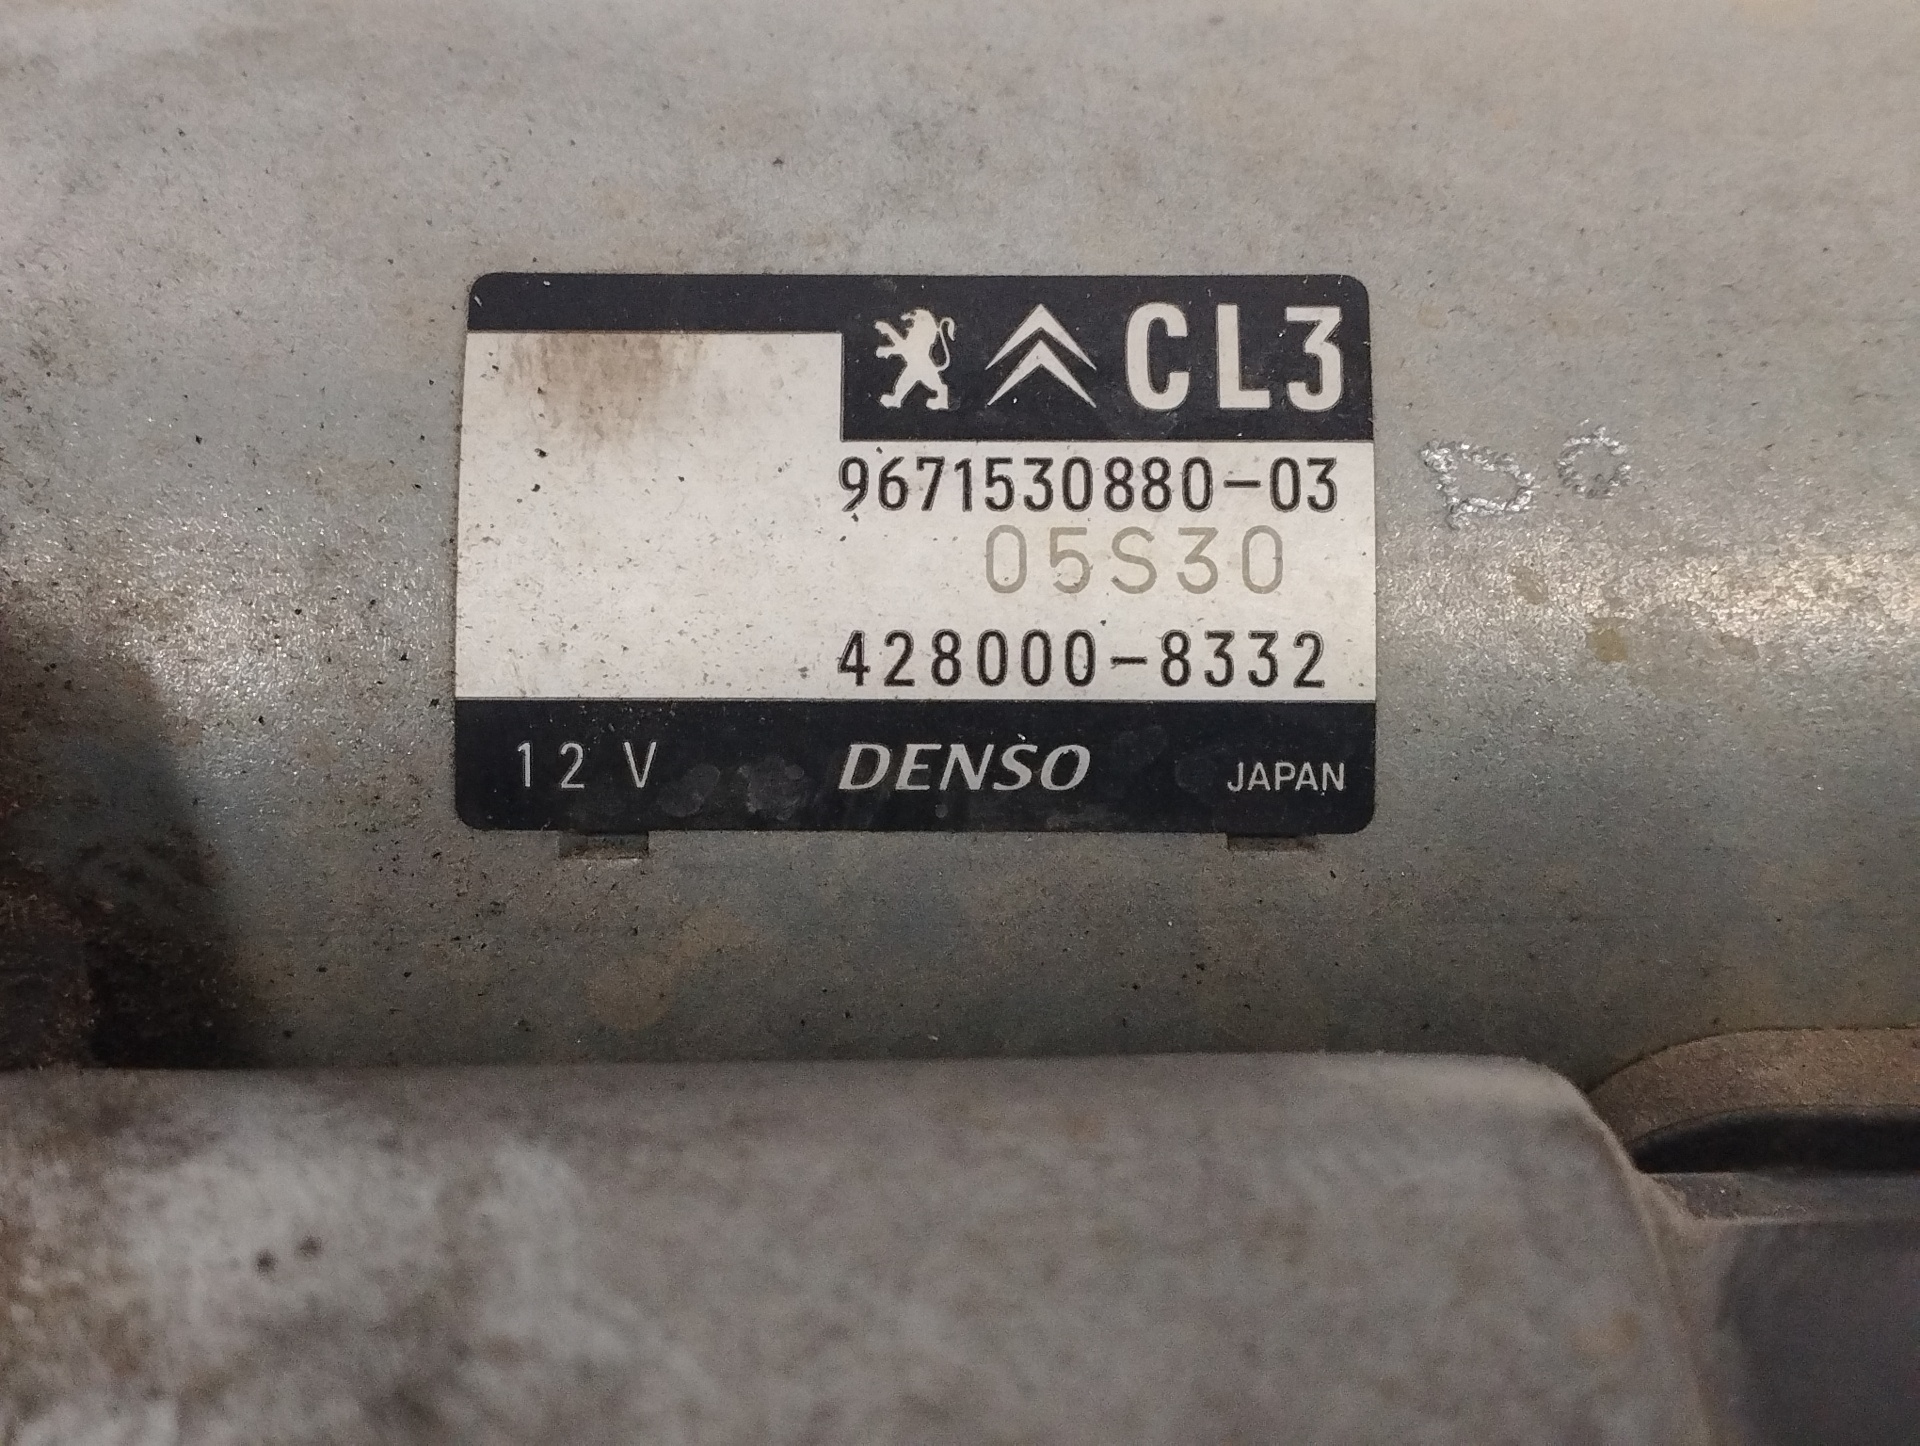 CL3
9671530880-03
05S30
428000-8332
12 V DENSO JAPAN